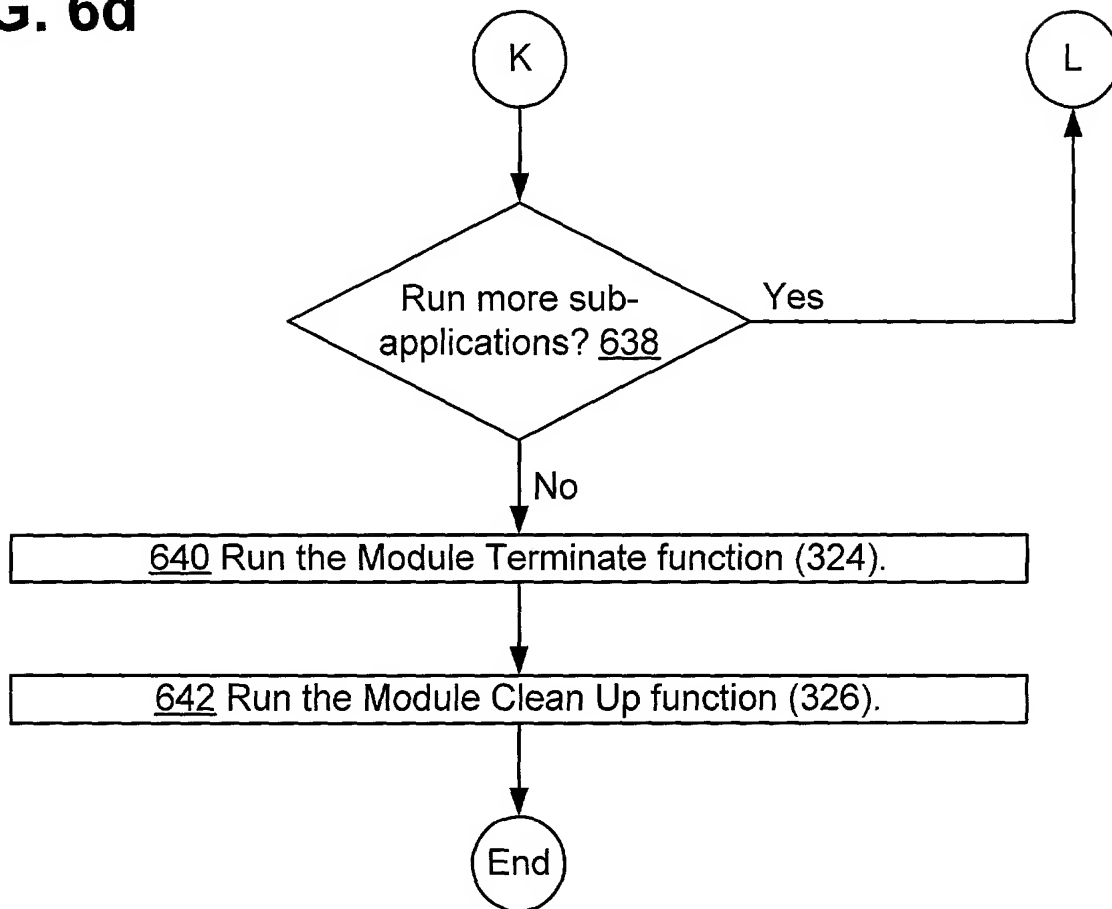 G. 6d
K
L
Run more sub-
applications? 638
Yes
No
640 Run the Module Terminate function (324).
642 Run the Module Clean Up function (326).
End